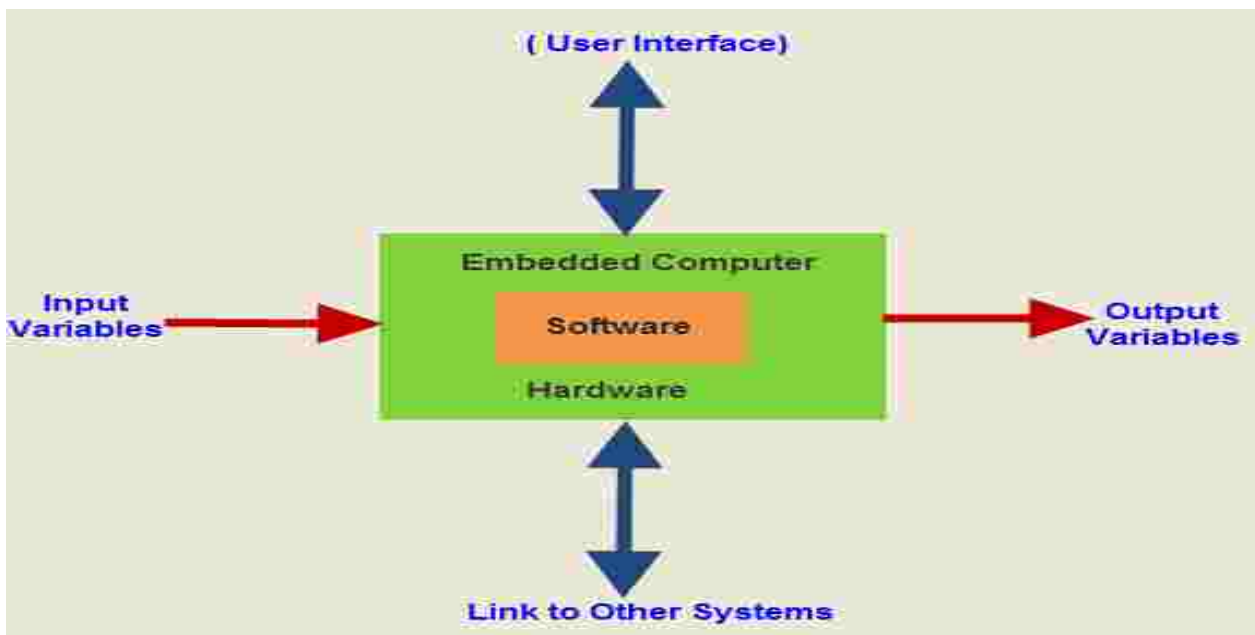 ( User Interface)
Embedded Computer
Input
Variables
Software
Output
Variables
Hardware
Link to Other Systems